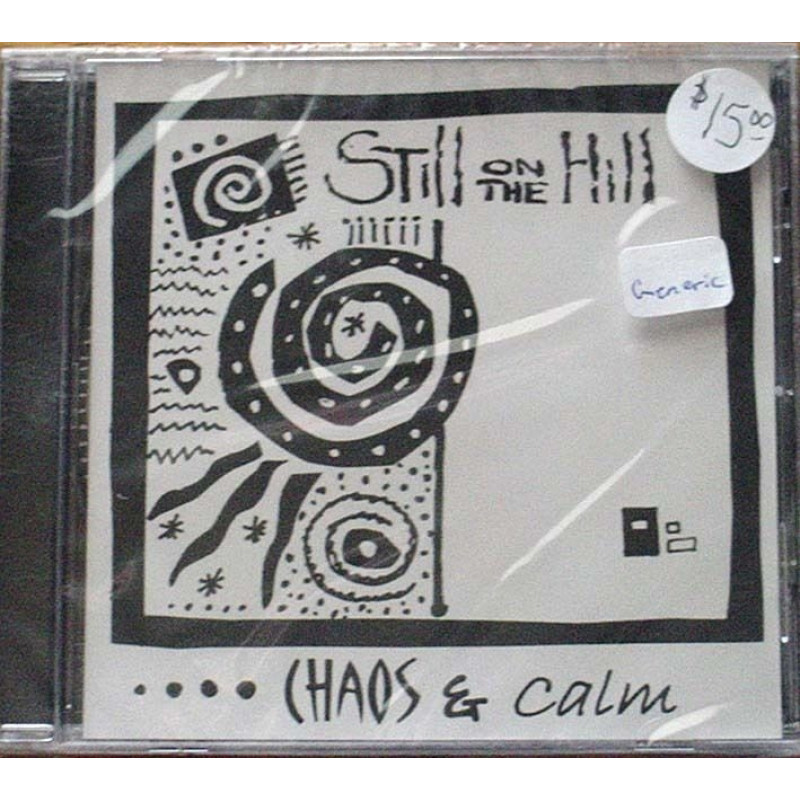 Still ON THE Hill
$15.00
Generic
.... CHAOS & Calm